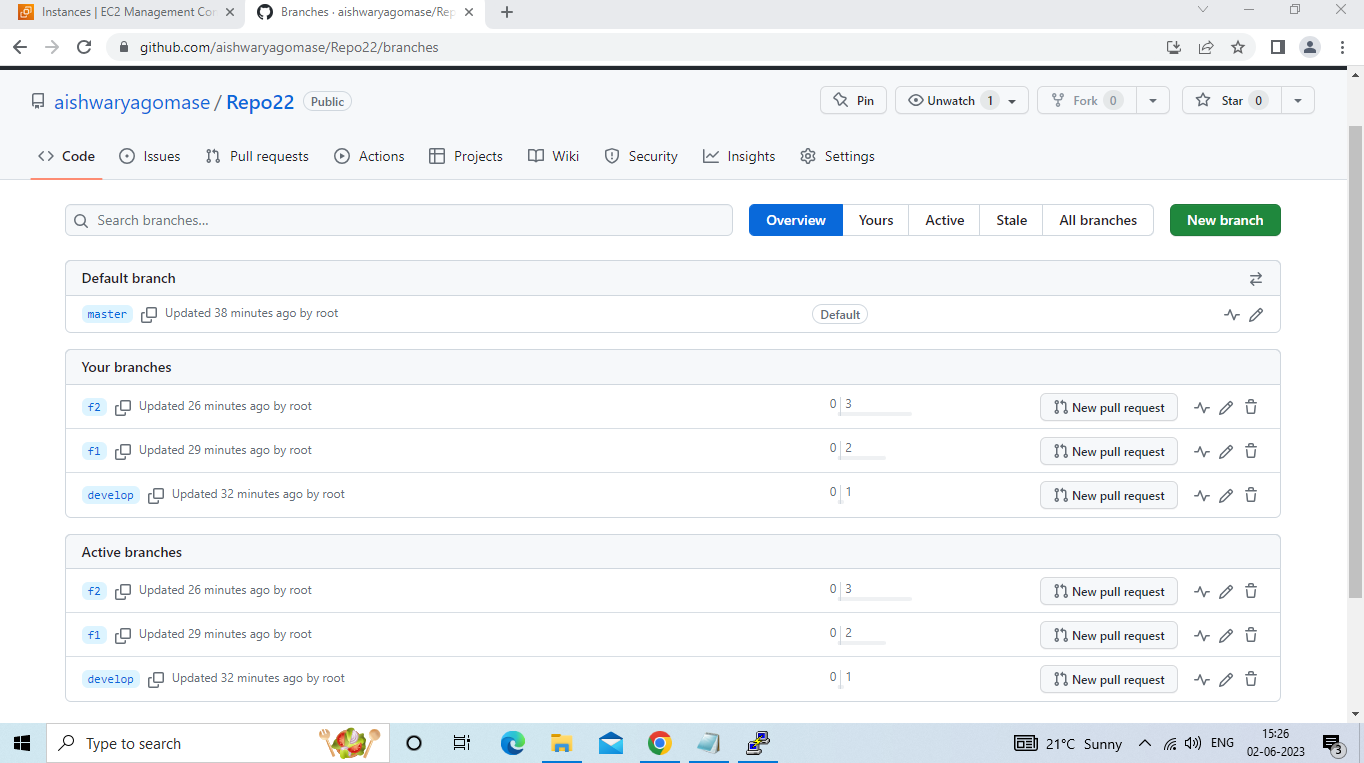 Instances | EC2 Management Con
Branches · aishwaryagomase/Rep
github.com/aishwaryagomase/Repo22/branches
aishwaryagomase / Repo22 Public
Pin
Unwatch 1
Fork 0
Star 0
Code
Issues
Pull requests
Actions
Projects
Wiki
Security
Insights
Settings
Search branches...
Overview
Yours
Active
Stale
All branches
New branch
Default branch
master Updated 38 minutes ago by root Default
Your branches
f2 Updated 26 minutes ago by root 0 3 New pull request
f1 Updated 29 minutes ago by root 0 2 New pull request
develop Updated 32 minutes ago by root 0 1 New pull request
Active branches
f2 Updated 26 minutes ago by root 0 3 New pull request
f1 Updated 29 minutes ago by root 0 2 New pull request
develop Updated 32 minutes ago by root 0 1 New pull request
Type to search
21°C Sunny
ENG
15:26
02-06-2023
3